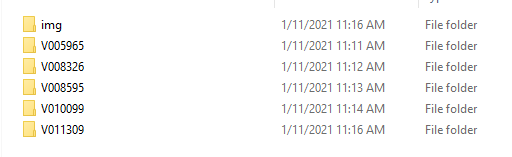 img 1/11/2021 11:16 AM File folder
V005965 1/11/2021 11:11 AM File folder
V008326 1/11/2021 11:12 AM File folder
V008595 1/11/2021 11:13 AM File folder
V010099 1/11/2021 11:14 AM File folder
V011309 1/11/2021 11:16 AM File folder